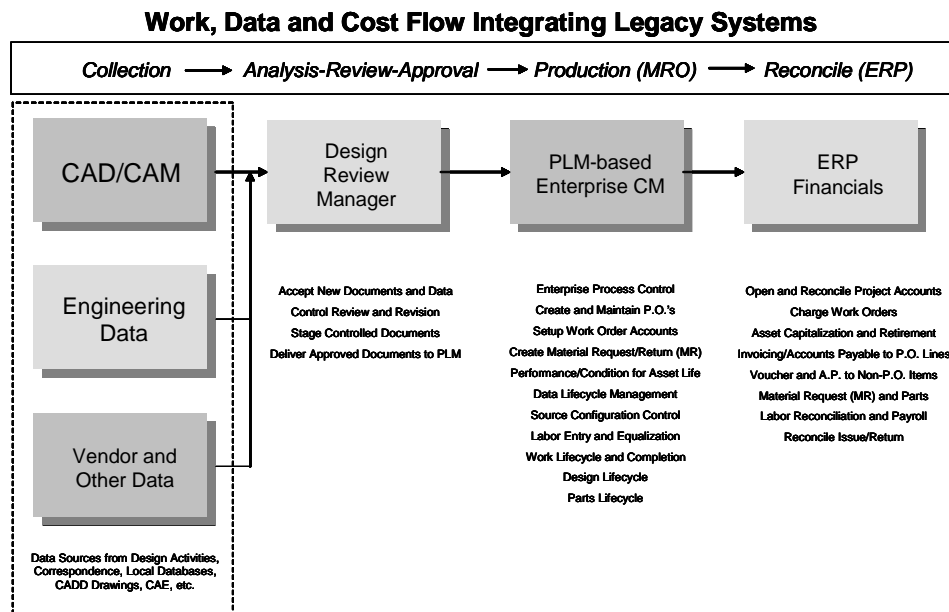 Work, Data and Cost Flow Integrating Legacy Systems
Collection Analysis-Review-Approval Production (MRO) Reconcile (ERP)
CAD/CAM
Engineering
Data
Vendor and
Other Data
Data Sources from Design Activities,
Correspondence, Local Databases,
CADD Drawings, CAE, etc.
Design
Review
Manager
Accept New Documents and Data
Control Review and Revision
Stage Controlled Documents
Deliver Approved Documents to PLM
PLM-based
Enterprise CM
Enterprise Process Control
Create and Maintain P.O.'s
Setup Work Order Accounts
Create Material Request/Return (MR)
Performance/Condition for Asset Life
Data Lifecycle Management
Source Configuration Control
Labor Entry and Equalization
Work Lifecycle and Completion
Design Lifecycle
Parts Lifecycle
ERP
Financials
Open and Reconcile Project Accounts
Charge Work Orders
Asset Capitalization and Retirement
Invoicing/Accounts Payable to P.O. Lines
Voucher and A.P. to Non-P.O. Items
Material Request (MR) and Parts
Labor Reconciliation and Payroll
Reconcile Issue/Return